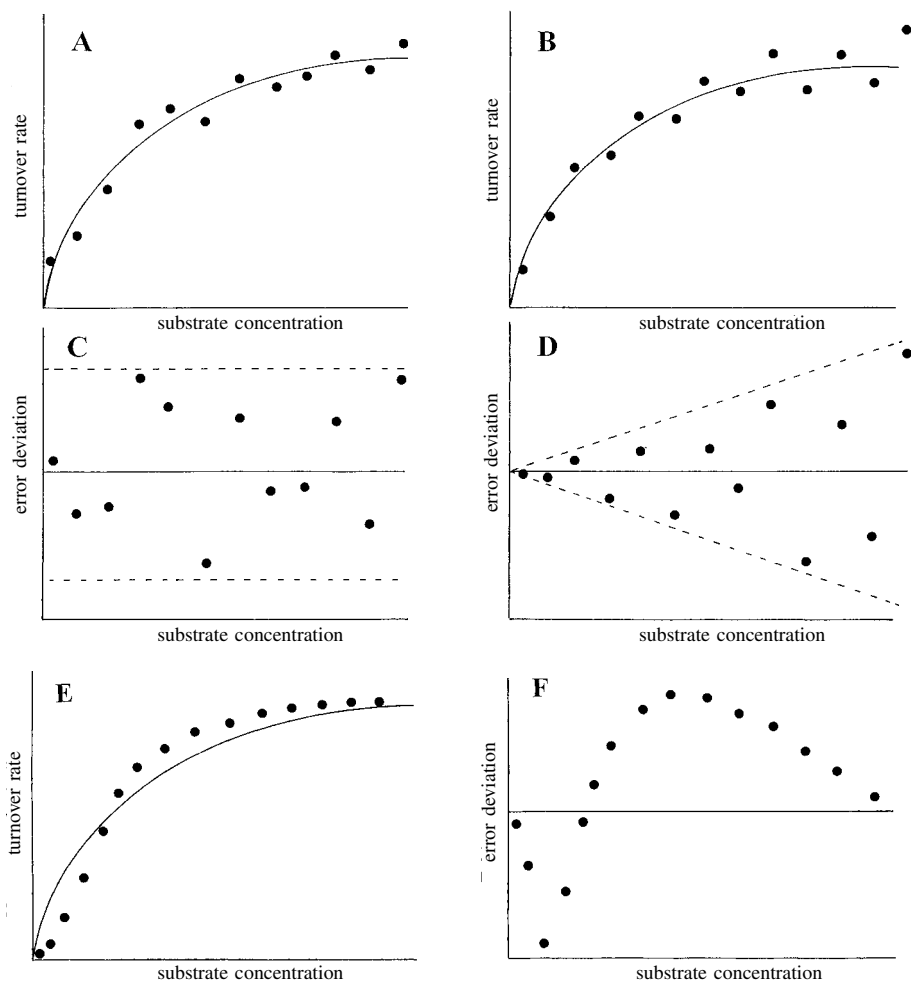 A
turnover rate
substrate concentration
B
turnover rate
substrate concentration
C
error deviation
substrate concentration
D
error deviation
substrate concentration
E
turnover rate
substrate concentration
F
error deviation
substrate concentration